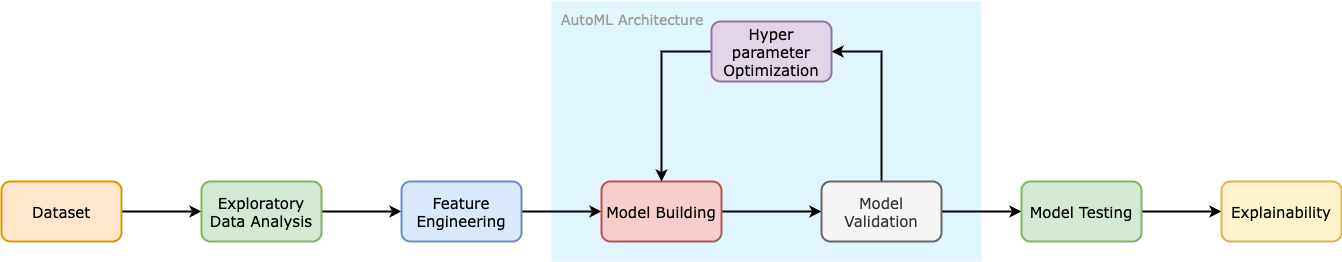 AutoML Architecture
Hyper
parameter
Optimization
Dataset
Exploratory
Data Analysis
Feature
Engineering
Model Building
Model
Validation
Model Testing
Explainability